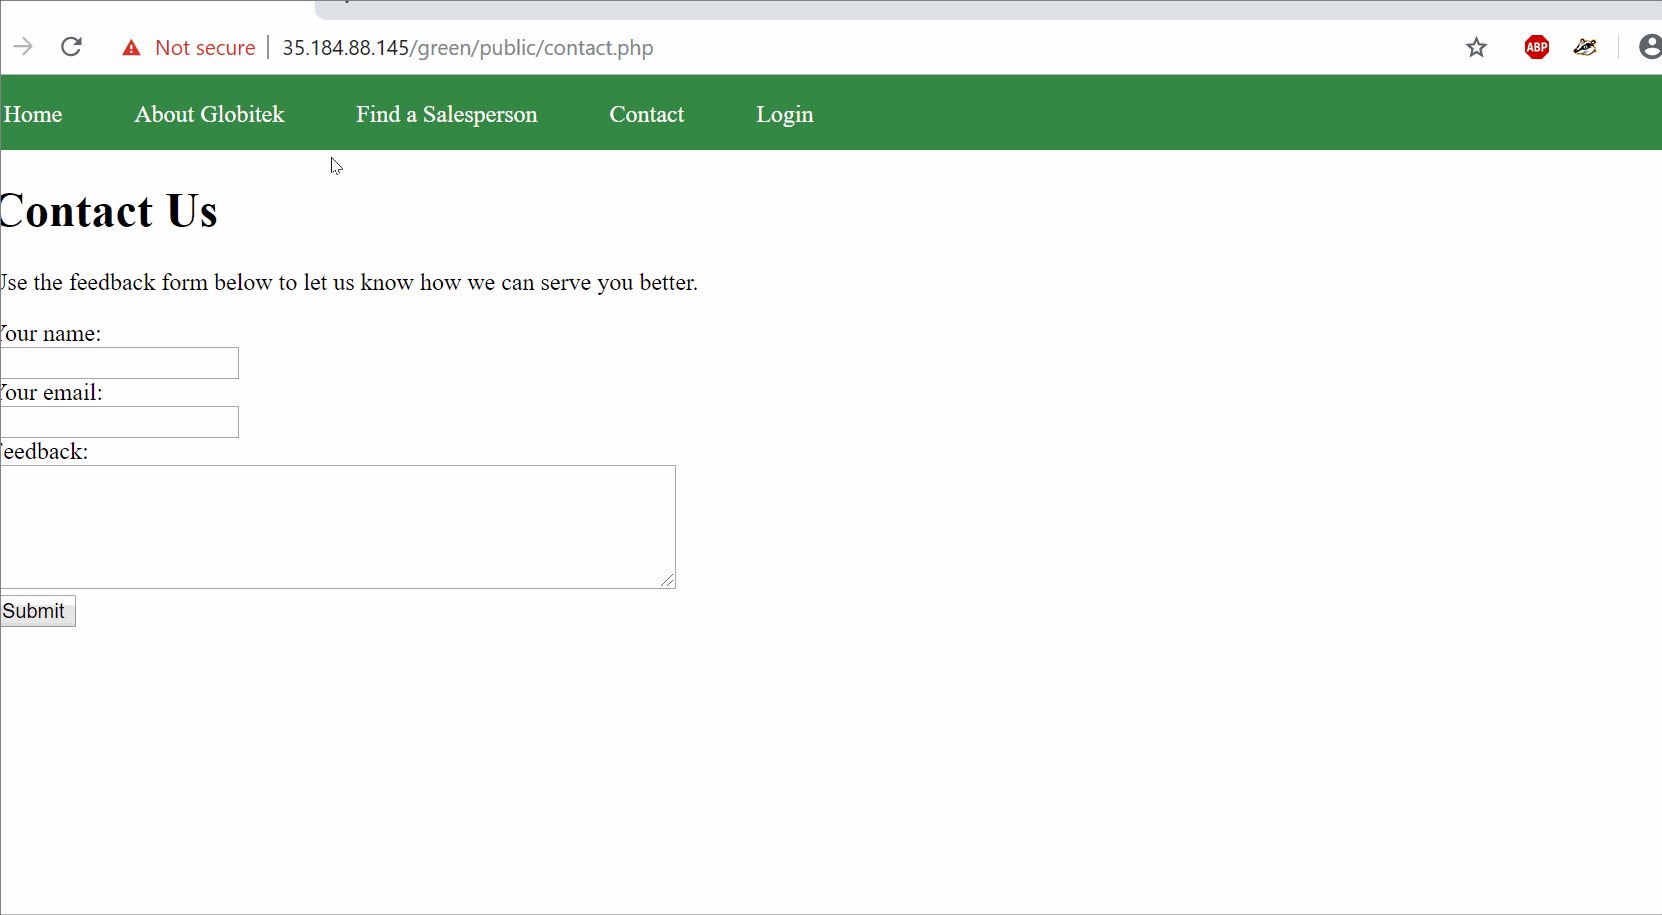 Not secure 35.184.88.145/green/public/contact.php ABP
Home About Globitek Find a Salesperson Contact Login
Contact Us
Use the feedback form below to let us know how we can serve you better.
Your name:
Your email:
Feedback:
Submit